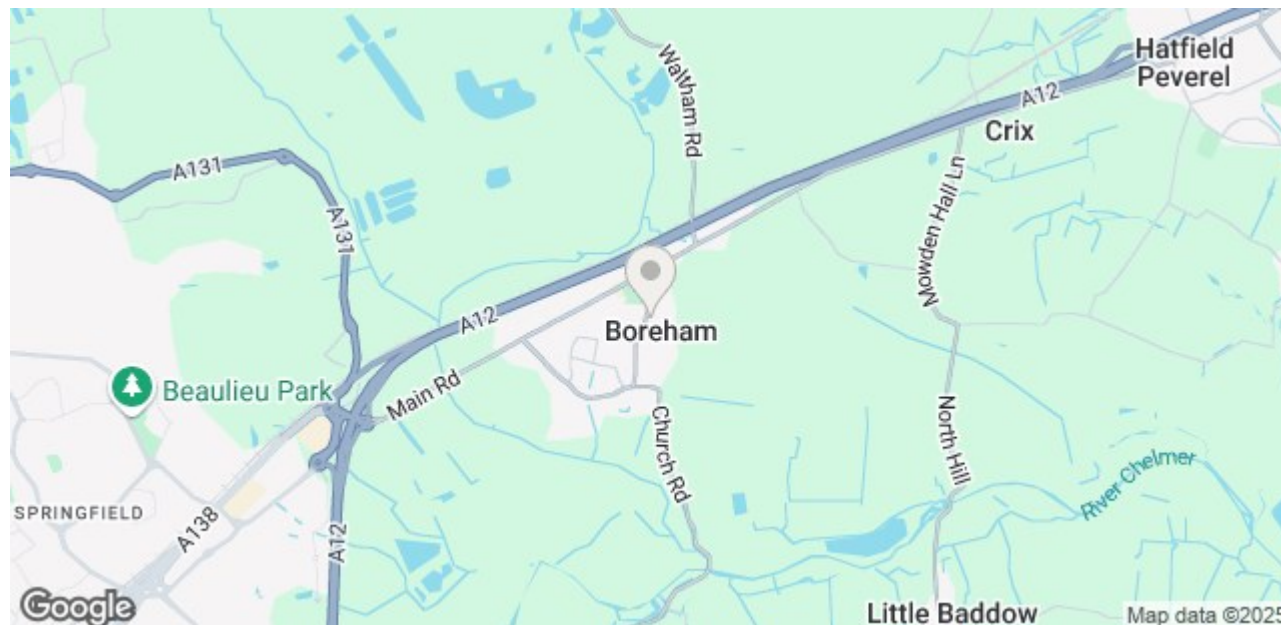 Hatfield
Peverel
A12
Crix
Waltham Rd
A131
A131
Mowden Hall Ln
A12
Boreham
Beaulieu Park
Main Rd
Church Rd
North Hill
River Chelmer
SPRINGFIELD
A138
A12
Little Baddow
Google
Map data ©2025